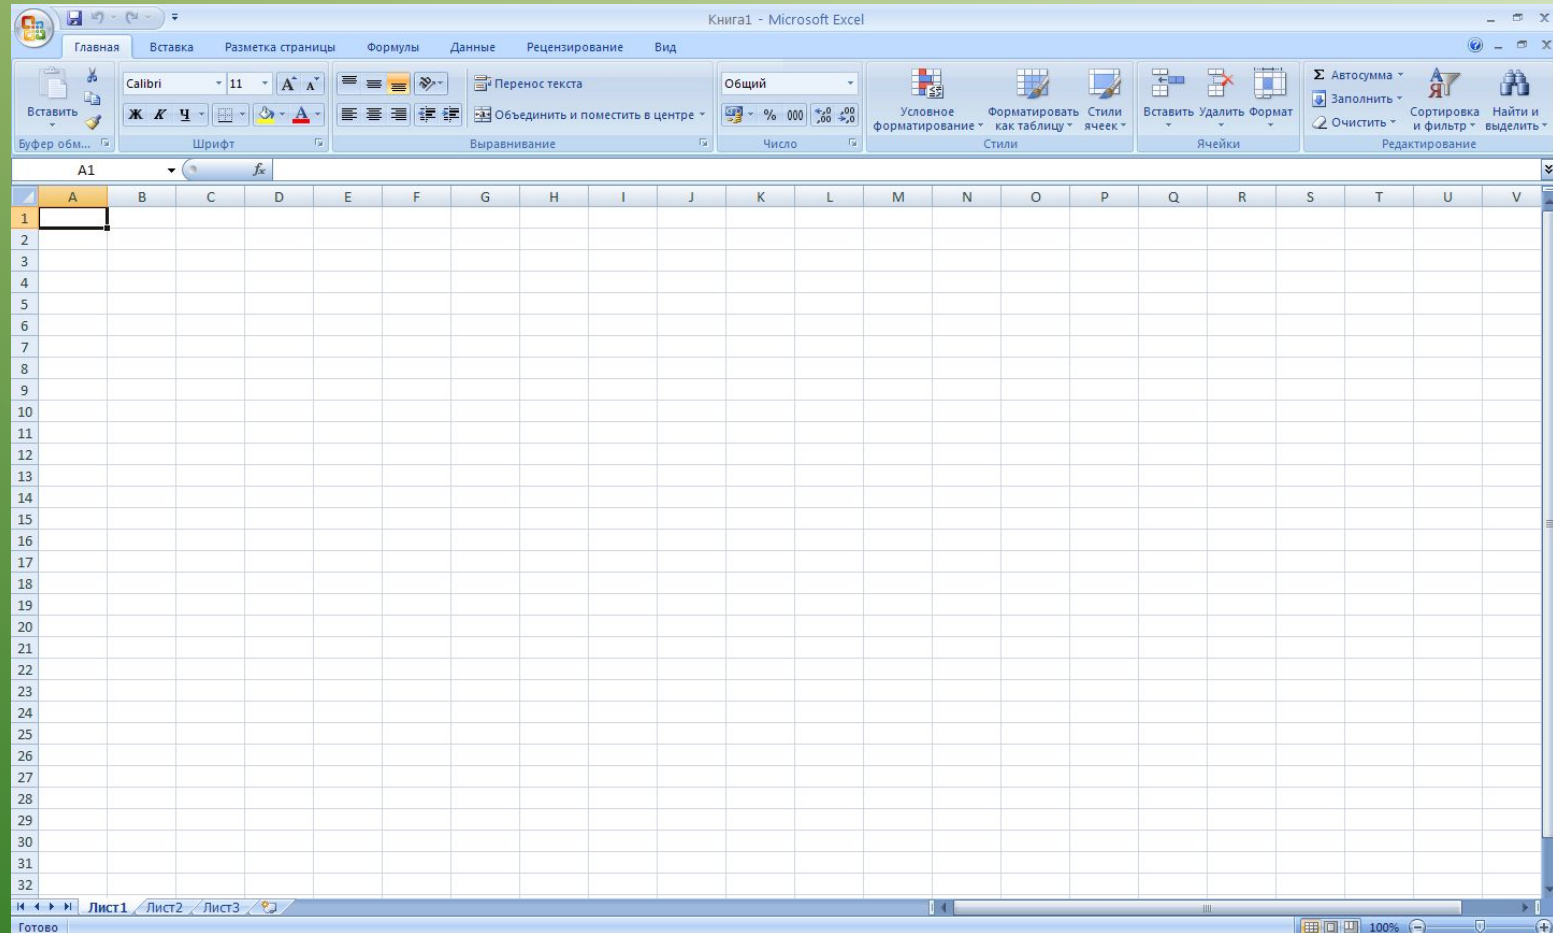 Книга1 - Microsoft Excel
Главная Вставка Разметка страницы Формулы Данные Рецензирование Вид
Вставить
Буфер обм...
Calibri 11
Ж К Ч
Шрифт
Перенос текста
Объединить и поместить в центре
Выравнивание
Общий
% 000
Число
Условное форматирование
Форматировать как таблицу
Стили ячеек
Стили
Вставить Удалить Формат
Ячейки
Σ Автосумма
Заполнить
Очистить
Сортировка и фильтр
Найти и выделить
Редактирование
A1 fx
A B C D E F G H I J K L M N O P Q R S T U V
1
2
3
4
5
6
7
8
9
10
11
12
13
14
15
16
17
18
19
20
21
22
23
24
25
26
27
28
29
30
31
32
Лист1 Лист2 Лист3
Готово 100%